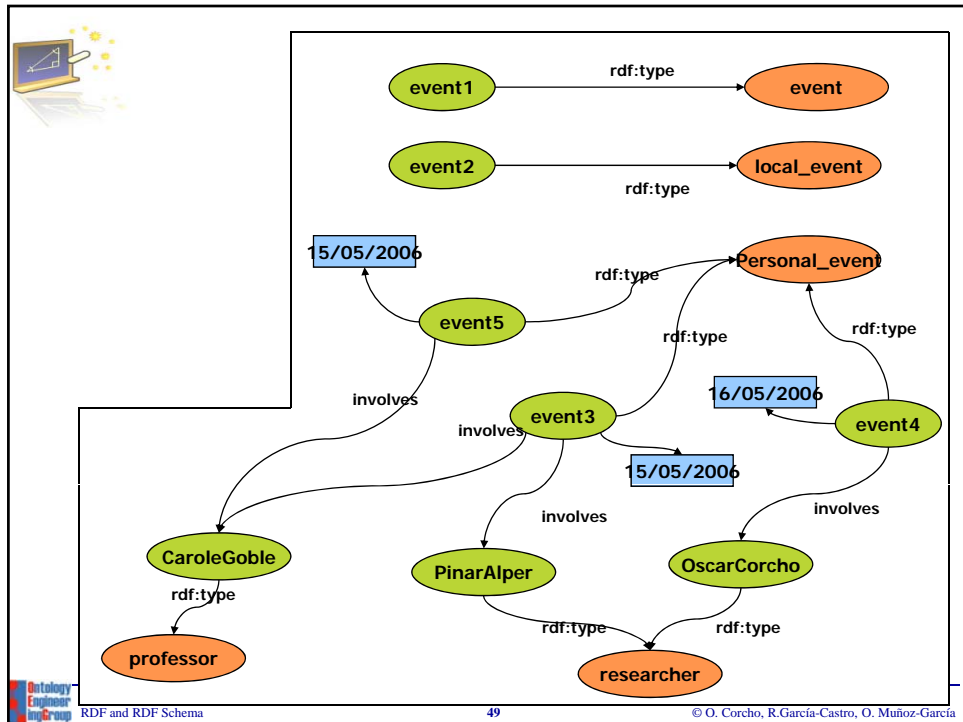 rdf:type
event1
event
event2
local_event
rdf:type
15/05/2006
rdf:type
Personal_event
event5
rdf:type
rdf:type
involves
16/05/2006
event3
event4
involves
15/05/2006
involves
involves
CaroleGoble
PinarAlper
OscarCorcho
rdf:type
rdf:type
rdf:type
professor
researcher
Ontology
Engineer
ingGroup
RDF and RDF Schema
49
© O. Corcho, R.García-Castro, O. Muñoz-García